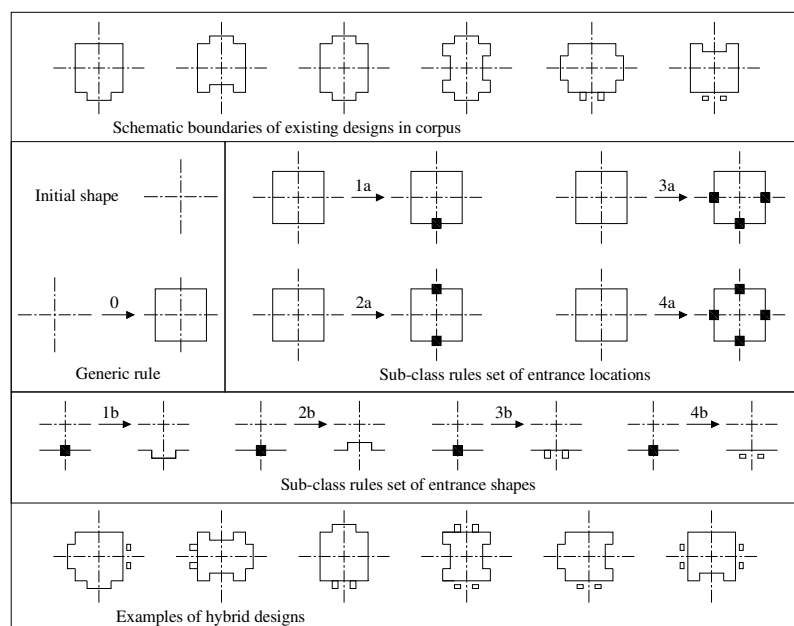 Schematic boundaries of existing designs in corpus
Initial shape
0
Generic rule
1a
3a
2a
4a
Sub-class rules set of entrance locations
1b
2b
3b
4b
Sub-class rules set of entrance shapes
Examples of hybrid designs